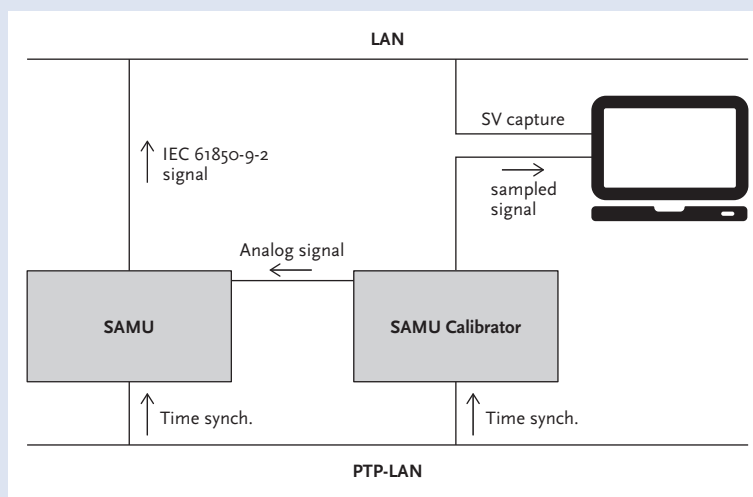 LAN
SV capture
IEC 61850-9-2
signal
sampled
signal
Analog signal
SAMU
SAMU Calibrator
Time synch.
Time synch.
PTP-LAN